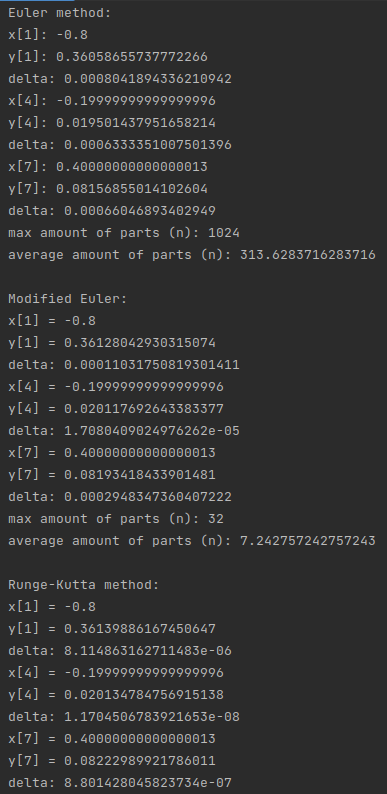 Euler method:
x[1]: -0.8
y[1]: 0.36058655737772266
delta: 0.0008041894336210942
x[4]: -0.19999999999999996
y[4]: 0.019501437951658214
delta: 0.0006333351007501396
x[7]: 0.40000000000000013
y[7]: 0.08156855014102604
delta: 0.00066046893402949
max amount of parts (n): 1024
average amount of parts (n): 313.6283716283716

Modified Euler:
x[1] = -0.8
y[1] = 0.36128042930315074
delta: 0.00011031750819301411
x[4] = -0.19999999999999996
y[4] = 0.020117692643383377
delta: 1.7080409024976262e-05
x[7] = 0.40000000000000013
y[7] = 0.08193418433901481
delta: 0.0002948347360407222
max amount of parts (n): 32
average amount of parts (n): 7.242757242757243

Runge-Kutta method:
x[1] = -0.8
y[1] = 0.36139886167450647
delta: 8.114863162711483e-06
x[4] = -0.19999999999999996
y[4] = 0.020134784756915138
delta: 1.1704506783921653e-08
x[7] = 0.40000000000000013
y[7] = 0.08222989921786011
delta: 8.801428045823734e-07